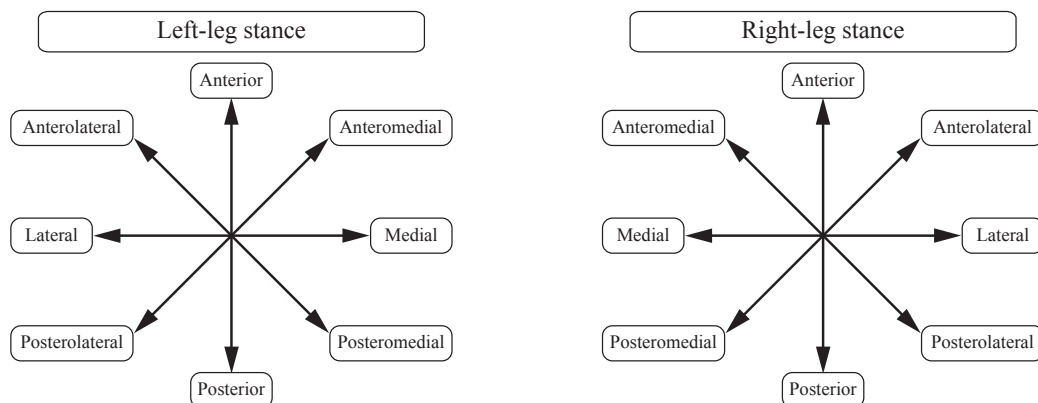 Left-leg stance
Anterior
Anterolateral
Anteromedial
Lateral
Medial
Posterolateral
Posteromedial
Posterior
Right-leg stance
Anterior
Anteromedial
Anterolateral
Medial
Lateral
Posteromedial
Posterolateral
Posterior